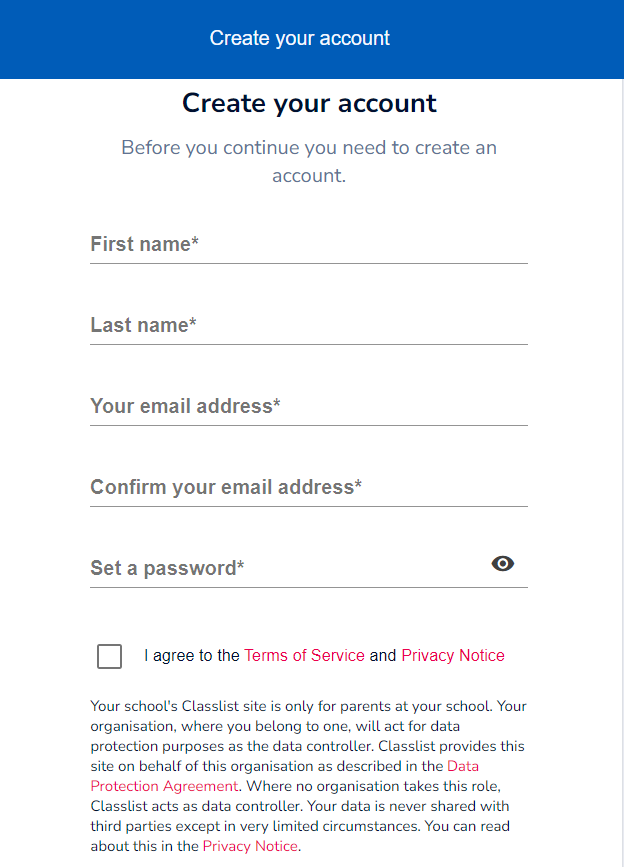 Create your account
Create your account
Before you continue you need to create an
account.
First name*
Last name*
Your email address*
Confirm your email address*
Set a password*
I agree to the Terms of Service and Privacy Notice
Your school's Classlist site is only for parents at your school. Your
organisation, where you belong to one, will act for data
protection purposes as the data controller. Classlist provides this
site on behalf of this organisation as described in the Data
Protection Agreement. Where no organisation takes this role,
Classlist acts as data controller. Your data is never shared with
third parties except in very limited circumstances. You can read
about this in the Privacy Notice.